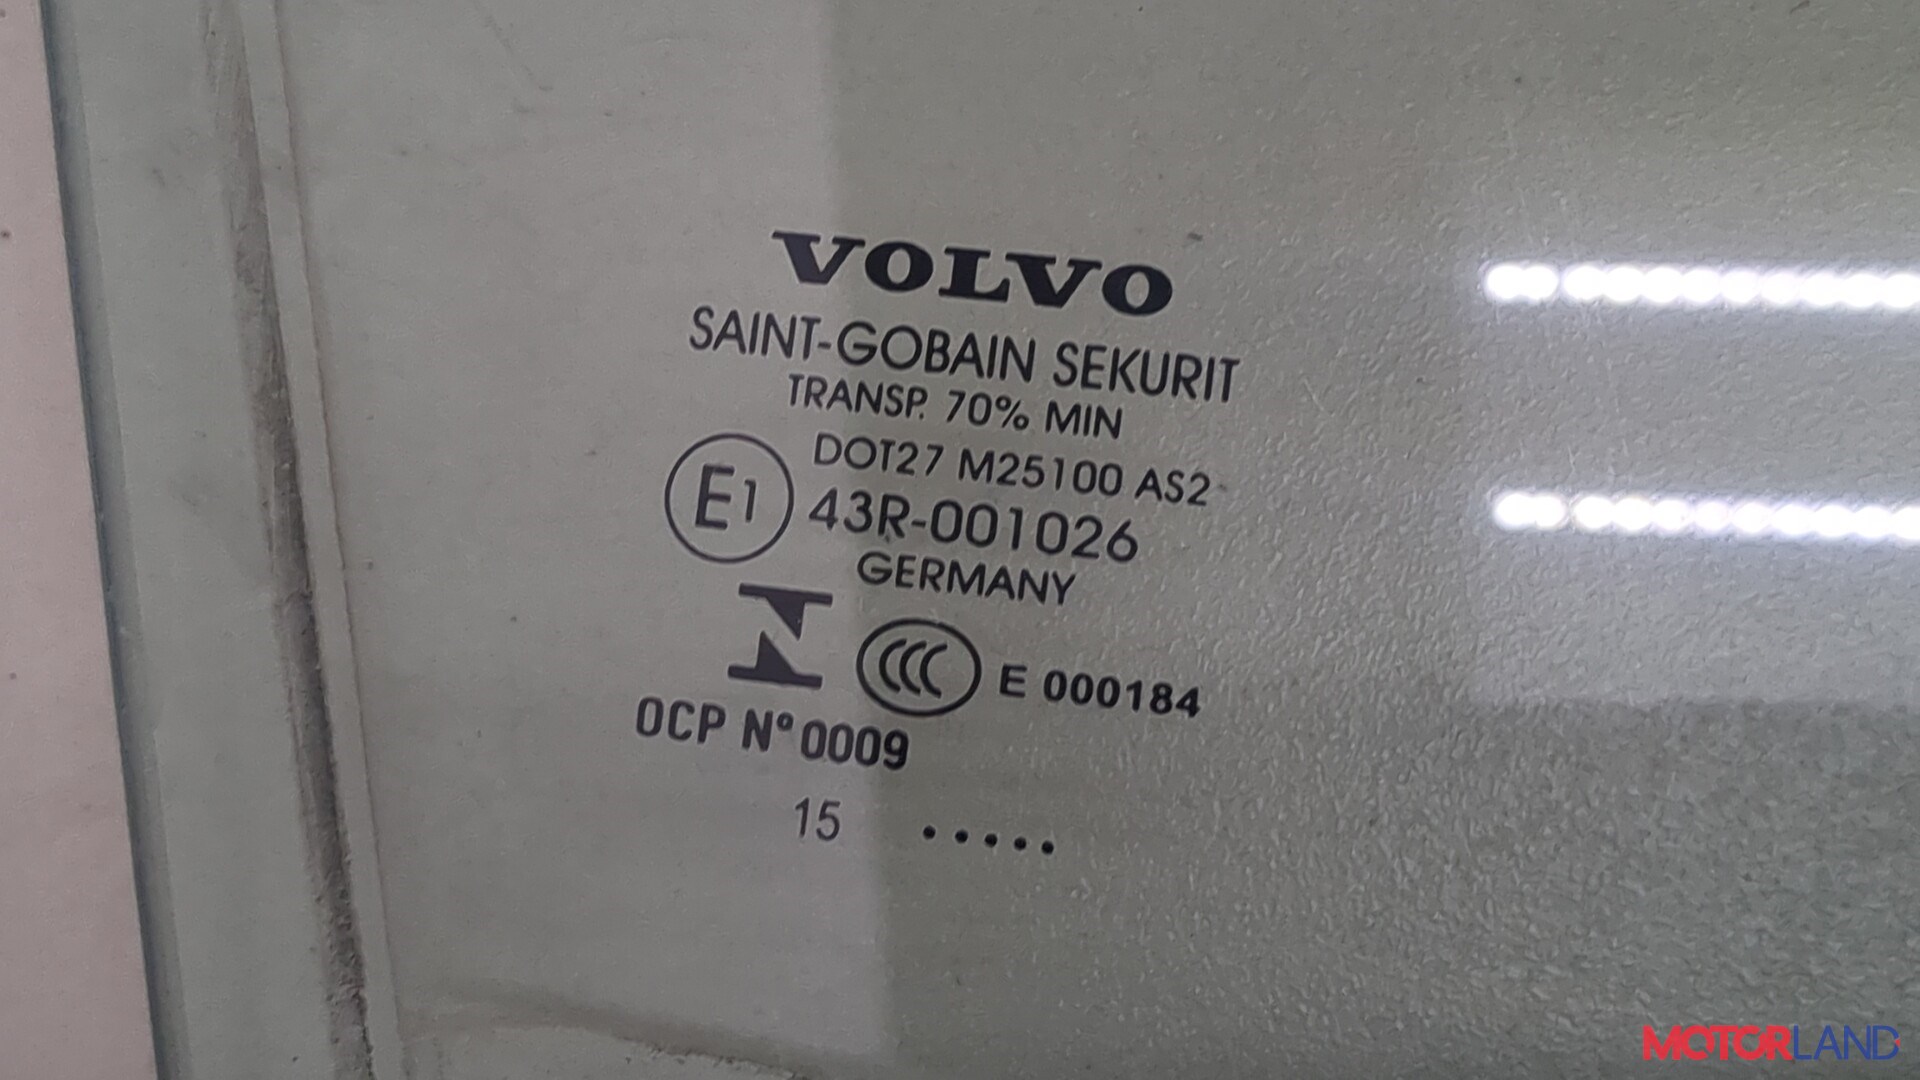 VOLVO
SAINT-GOBAIN SEKURIT
TRANSP. 70% MIN
DOT27 M25100 AS2
E1 43R-001026
GERMANY
CCC E 000184
OCP Nº 0009
15 .....
MOTORLAND